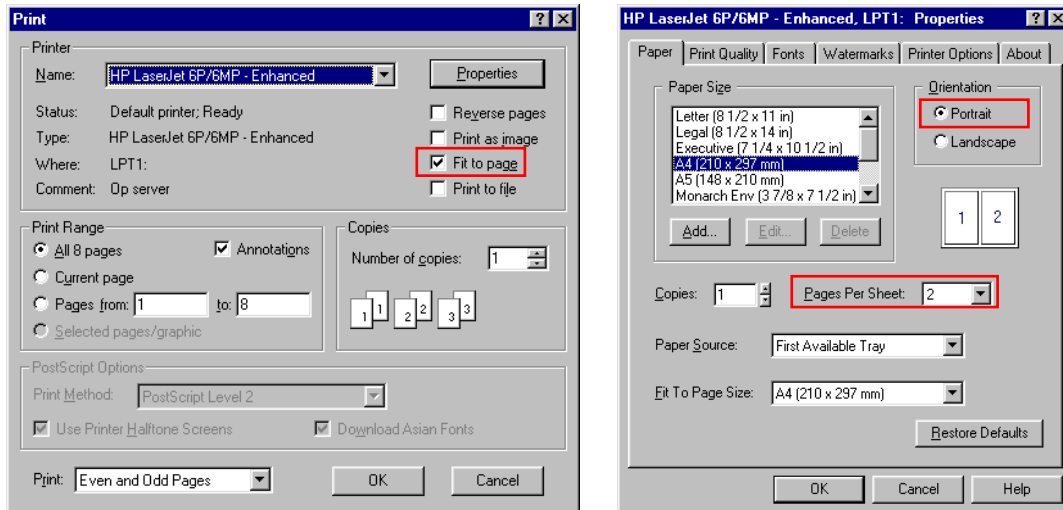 Print
Printer
Name: HP LaserJet 6P/6MP - Enhanced Properties
Status: Default printer; Ready Reverse pages
Type: HP LaserJet 6P/6MP - Enhanced Print as image
Where: LPT1: Fit to page
Comment: Op server Print to file
Print Range
All 8 pages Annotations
Current page
Pages from: 1 to: 8
Selected pages/graphic
Copies
Number of copies: 1
1 1 2 2 3 3
PostScript Options
Print Method: PostScript Level 2
Use Printer Halftone Screens Download Asian Fonts
Print: Even and Odd Pages OK Cancel
HP LaserJet 6P/6MP - Enhanced, LPT1: Properties
Paper Print Quality Fonts Watermarks Printer Options About
Paper Size
Letter (8 1/2 x 11 in)
Legal (8 1/2 x 14 in)
Executive (7 1/4 x 10 1/2 in)
A4 (210 x 297 mm)
A5 (148 x 210 mm)
Monarch Env (3 7/8 x 7 1/2 in)
Add... Edit... Delete
Orientation
Portrait
Landscape
1 2
Copies: 1 Pages Per Sheet: 2
Paper Source: First Available Tray
Fit To Page Size: A4 (210 x 297 mm)
Restore Defaults
OK Cancel Help